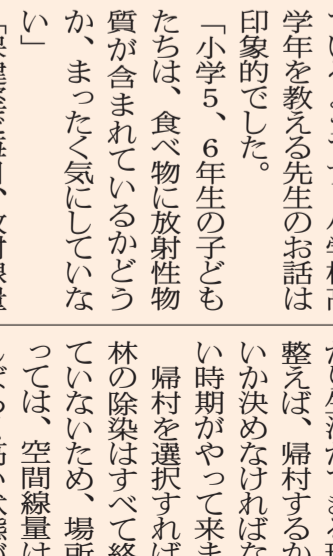 学年を教える先生のお話は
印象的でした。
「小学5、6年生の子ども
たちは、食べ物に放射性物
質が含まれているかどう
か、まったく気にしていな
い」
整えば、帰村するか
いか決めなければな
い時期がやって来ま
帰村を選択すれば
林の除染はすべて終
ていないため、場所
っては、空間線量は